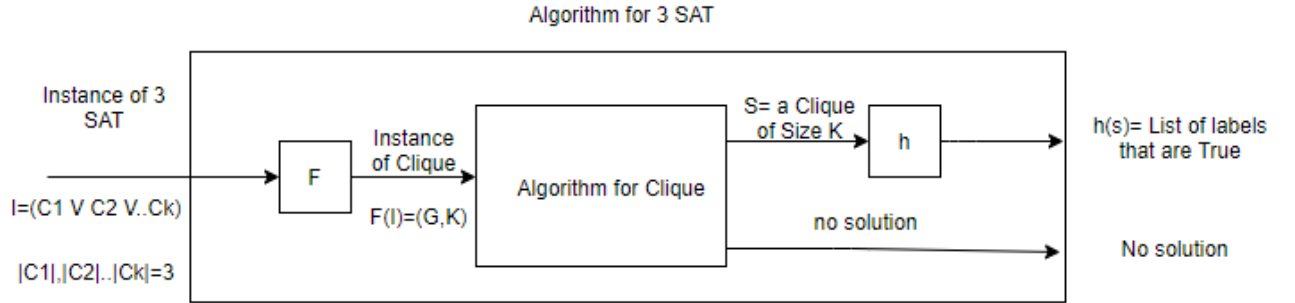 Algorithm for 3 SAT
Instance of 3
SAT
I=(C1 V C2 V..Ck)
|C1|,|C2|..|Ck|=3
F
Instance
of Clique
F(I)=(G,K)
Algorithm for Clique
S= a Clique
of Size K
h
h(s)= List of labels
that are True
no solution
No solution